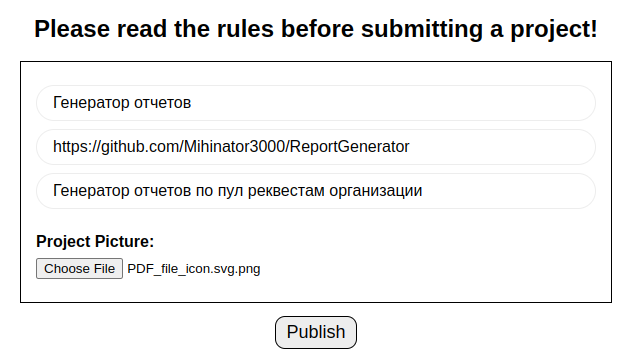 Please read the rules before submitting a project!
Генератор отчетов
https://github.com/Mihinator3000/ReportGenerator
Генератор отчетов по пул реквестам организации
Project Picture:
Choose File PDF_file_icon.svg.png
Publish